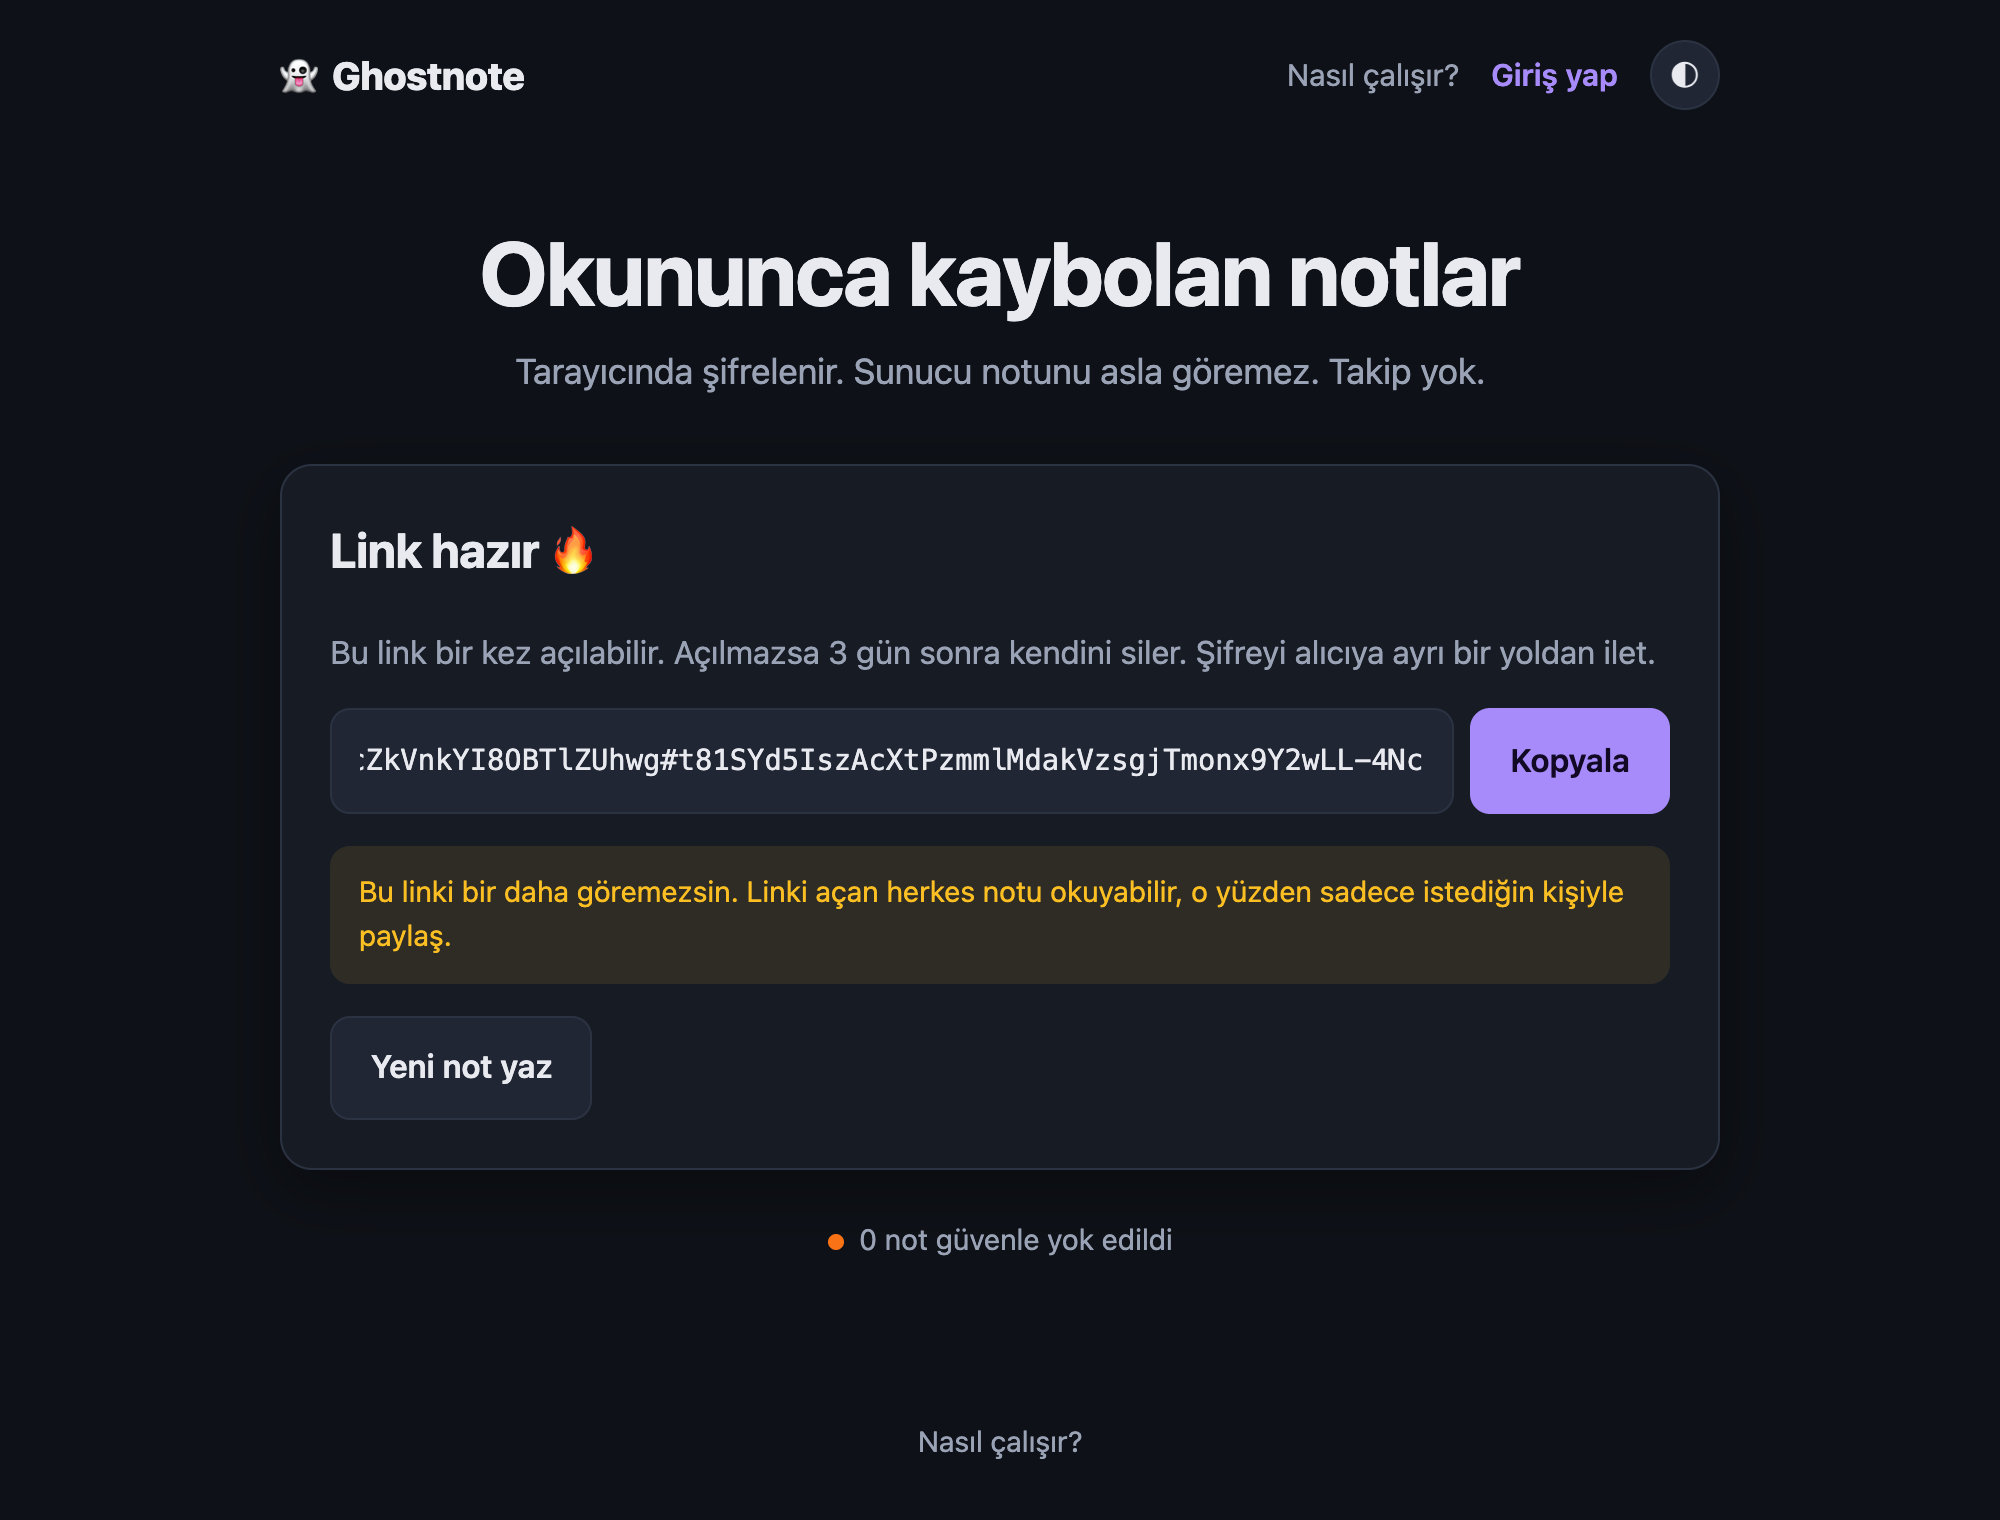 Ghostnote
Nasıl çalışır?
Giriş yap
Okununca kaybolan notlar
Tarayıcında şifrelenir. Sunucu notunu asla göremez. Takip yok.
Link hazır 🔥
Bu link bir kez açılabilir. Açılmazsa 3 gün sonra kendini siler. Şifreyi alıcıya ayrı bir yoldan ilet.
ZkVnkYI8OBTlZUhwg#t81SYd5IszAcXtPzmmlMdakVzsgjTmonx9Y2wLL-4Nc
Kopyala
Bu linki bir daha göremezsin. Linki açan herkes notu okuyabilir, o yüzden sadece istediğin kişiyle
paylaş.
Yeni not yaz
0 not güvenle yok edildi
Nasıl çalışır?